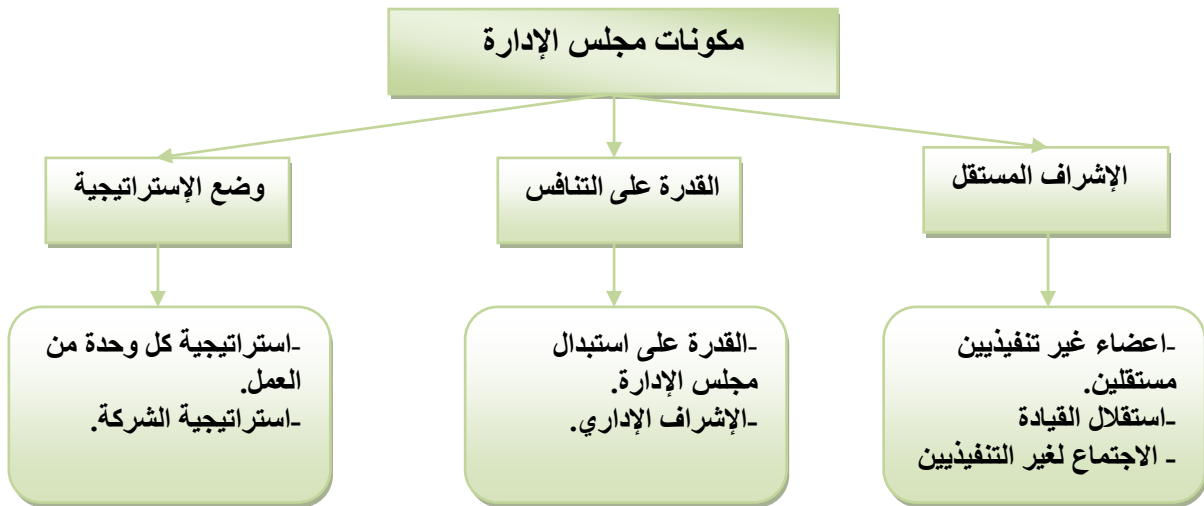 مكونات مجلس الإدارة
الإشراف المستقل
القدرة على التنافس
وضع الإستراتيجية
-اعضاء غير تنفيذيين
مستقلين.
-استقلال القيادة
- الاجتماع لغير التنفيذيين
-القدرة على استبدال
مجلس الإدارة.
-الإشراف الإداري.
-استراتيجية كل وحدة من
العمل.
-استراتيجية الشركة.